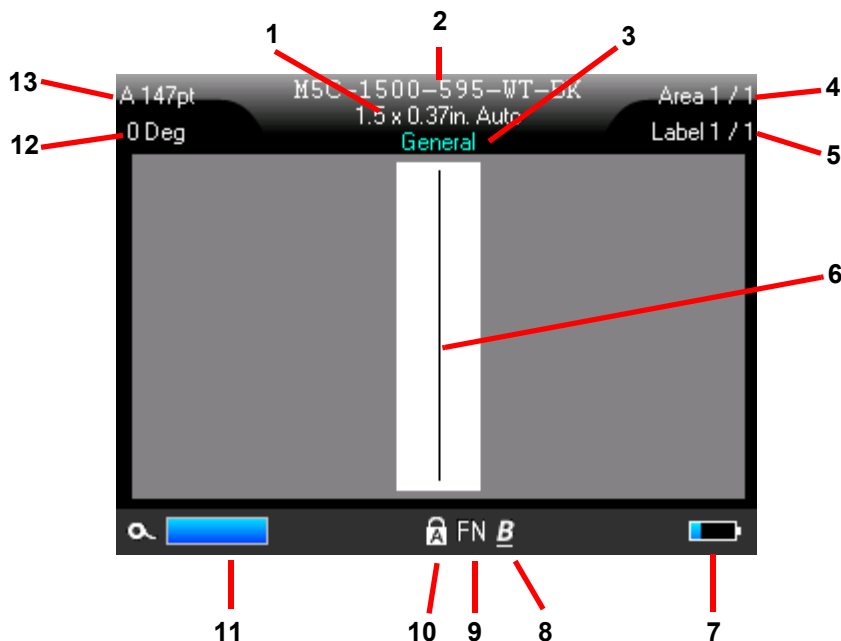 1
2
3
13
A 147pt
M5C-1500-595-WT-BK
Area 1 / 1
4
1.5 x 0.37in. Auto
12
0 Deg
General
Label 1 / 1
5
6
A
FN
B
11
10
9
8
7